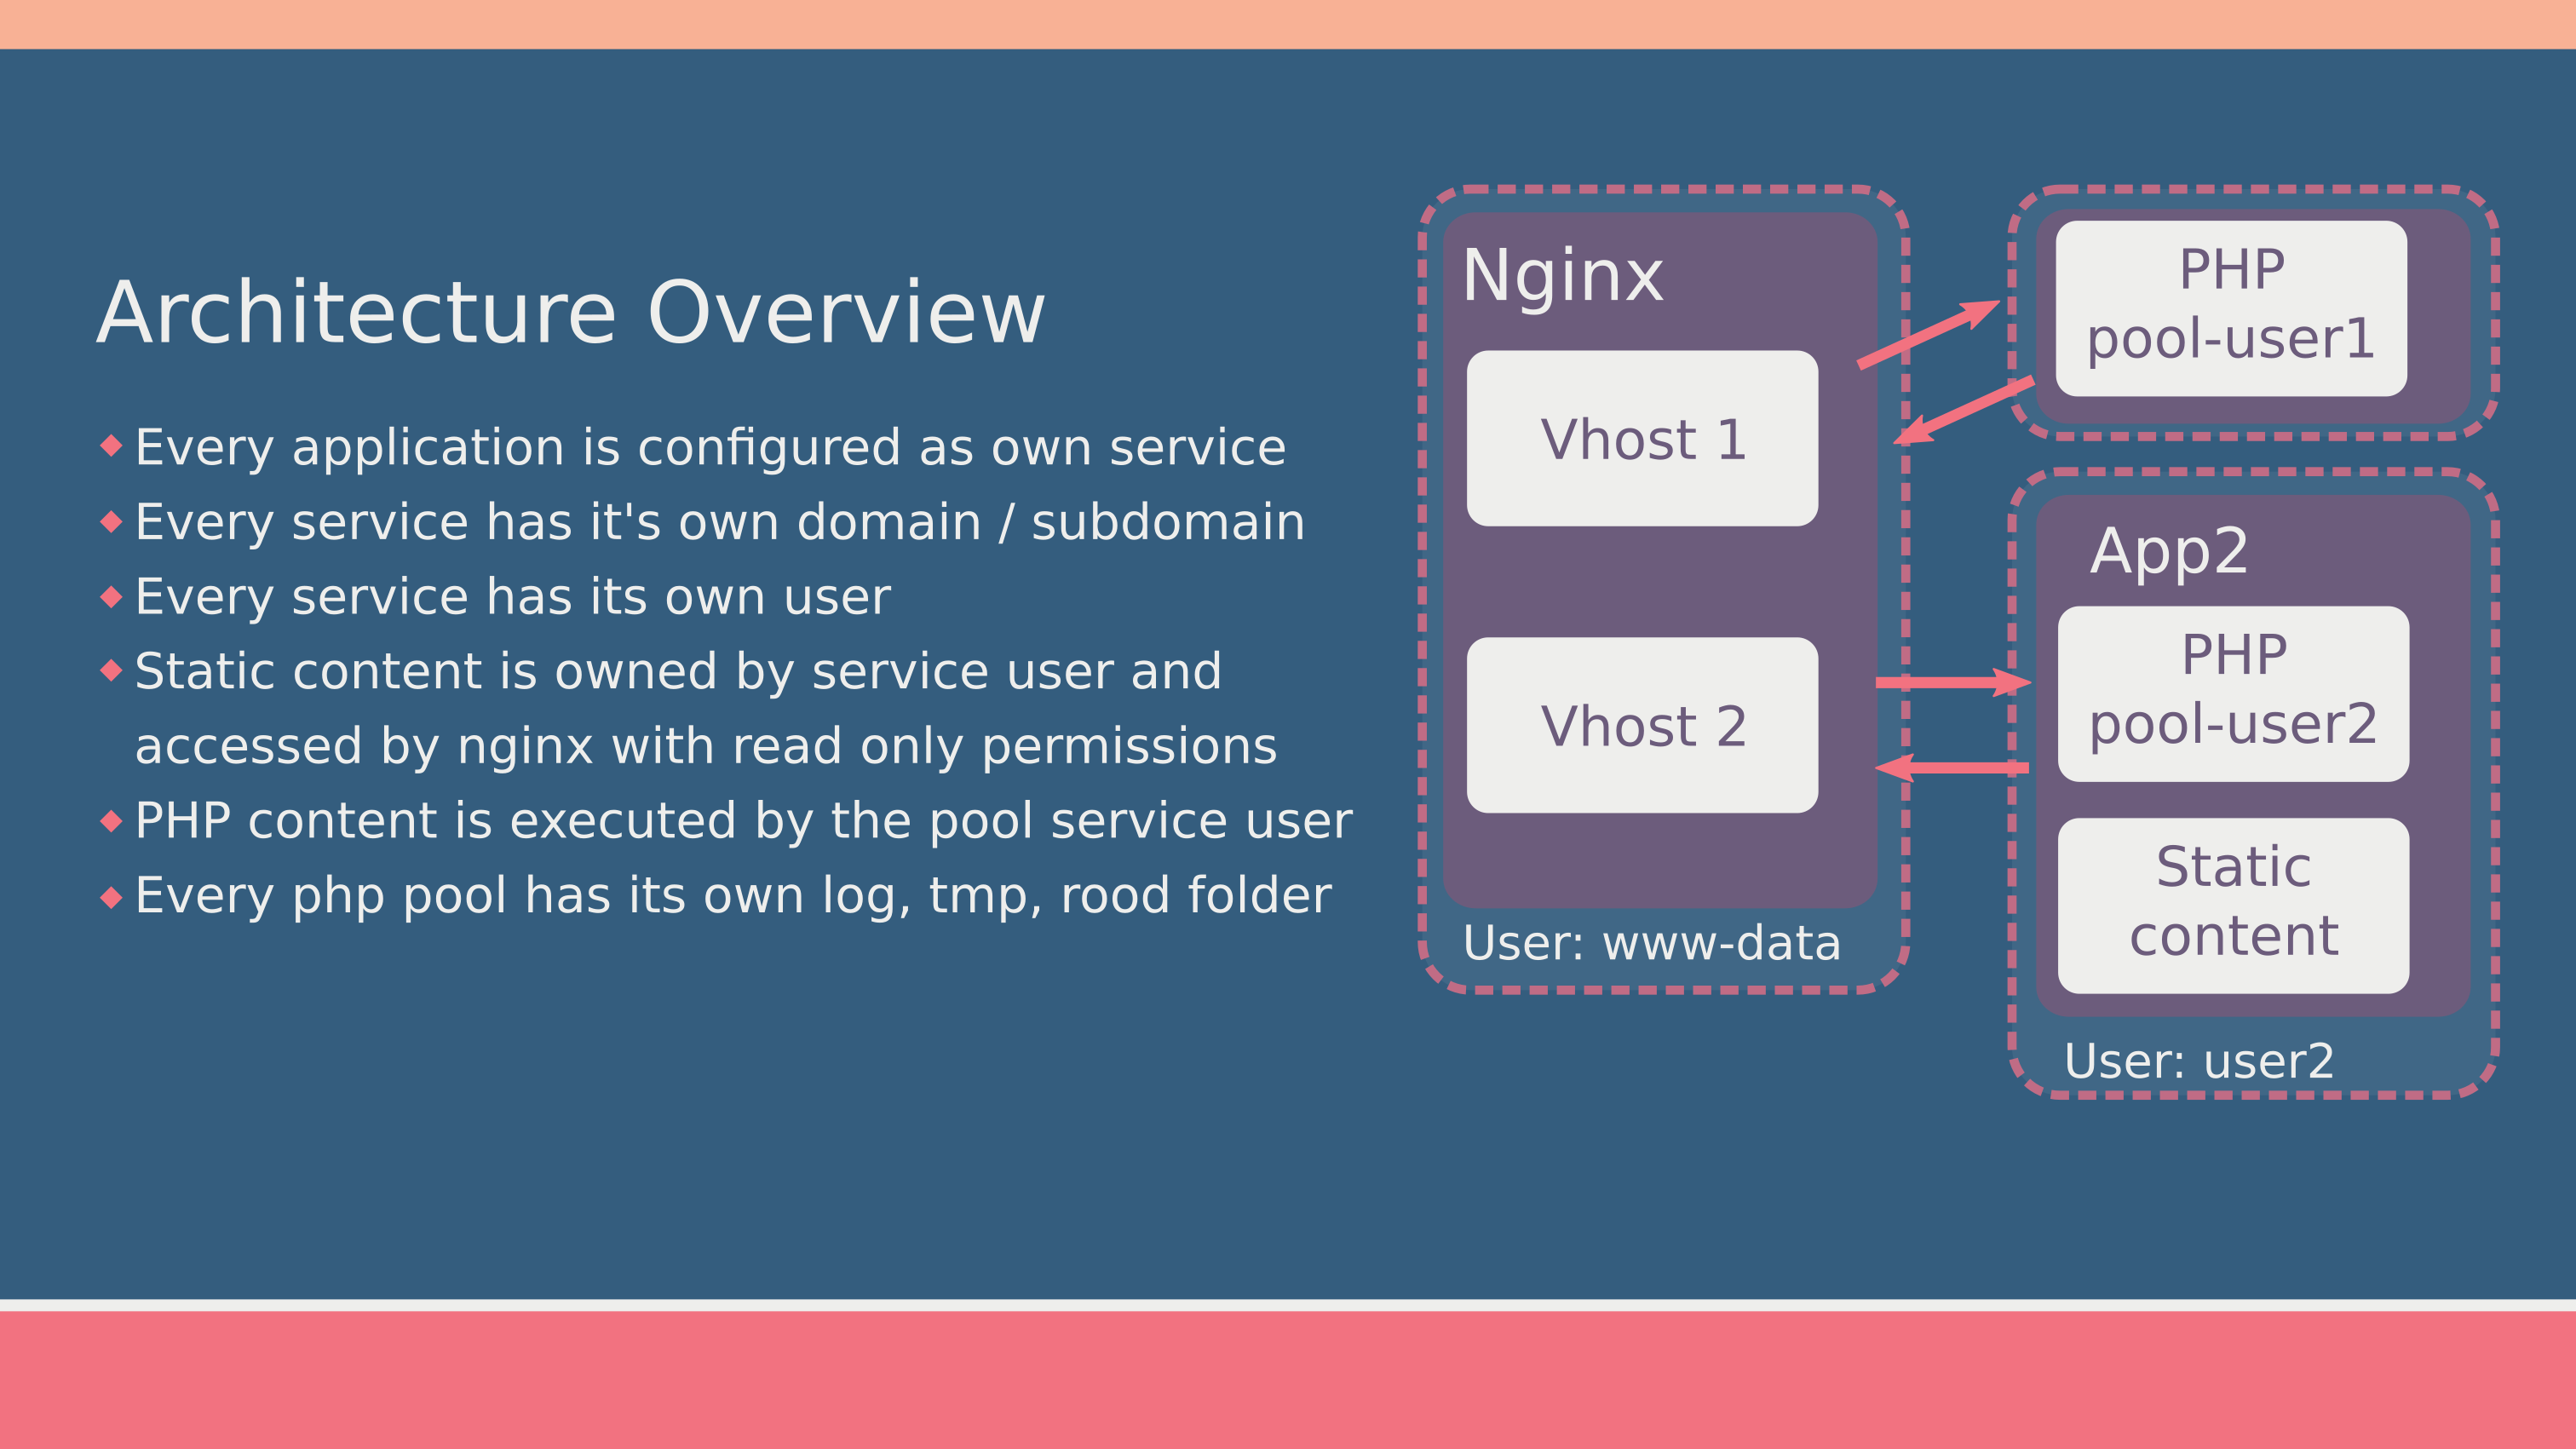 Architecture Overview
Every application is configured as own service
Every service has it's own domain / subdomain
Every service has its own user
Static content is owned by service user and
accessed by nginx with read only permissions
PHP content is executed by the pool service user
Every php pool has its own log, tmp, rood folder
Nginx
Vhost 1
Vhost 2
User: www-data
PHP
pool-user1
App2
PHP
pool-user2
Static
content
User: user2